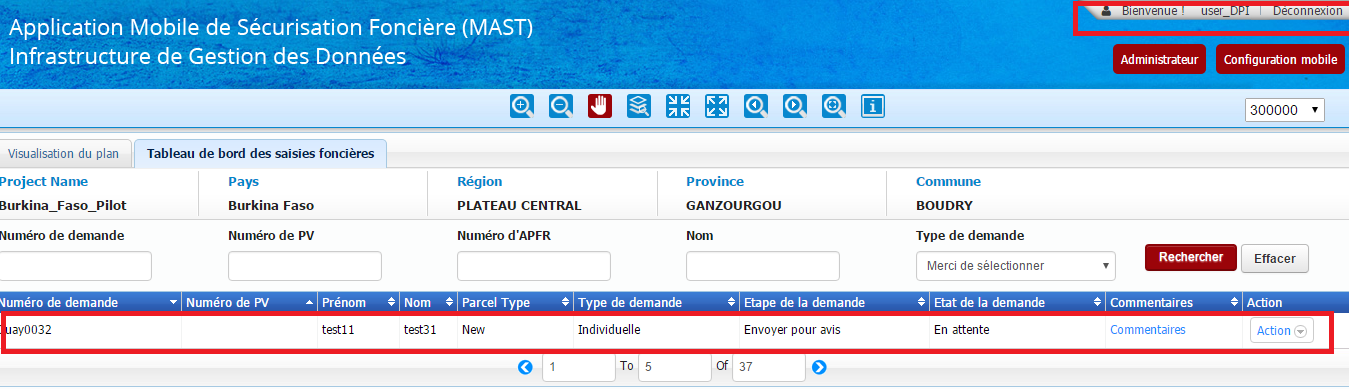 Bienvenue ! user_DPI Déconnexion
Application Mobile de Sécurisation Foncière (MAST)
Infrastructure de Gestion des Données
Administrateur Configuration mobile
300000
Visualisation du plan Tableau de bord des saisies foncières
Project Name Pays Région Province Commune
Burkina_Faso_Pilot Burkina Faso PLATEAU CENTRAL GANZOURGOU BOUDRY
Numéro de demande Numéro de PV Numéro d'APFR Nom Type de demande
Merci de sélectionner Rechercher Effacer
Numéro de demande Numéro de PV Prénom Nom Parcel Type Type de demande Etape de la demande Etat de la demande Commentaires Action
test11 test31 New Individuelle Envoyer pour avis En attente Commentaires Action
1 To 5 Of 37